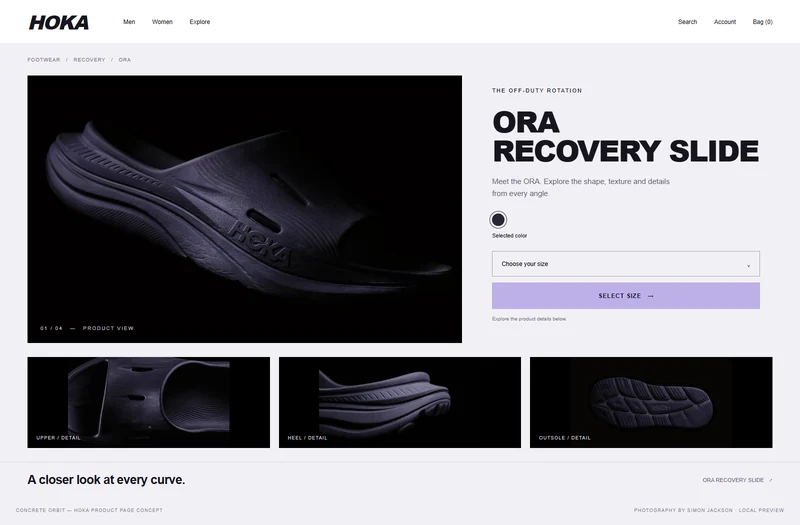 HOKA
Men Women Explore
Search Account Bag (0)
FOOTWEAR / RECOVERY / ORA
THE OFF-DUTY ROTATION
ORA
RECOVERY SLIDE
Meet the ORA. Explore the shape, texture and details
from every angle
Selected color
Choose your size
SELECT SIZE →
Explore the product details below
HOKA
01 / 04 — PRODUCT VIEW
UPPER / DETAIL
HEEL / DETAIL
OUTSOLE / DETAIL
A closer look at every curve.
ORA RECOVERY SLIDE ↗
CONCRETE ORBIT — HOKA PRODUCT PAGE CONCEPT
PHOTOGRAPHY BY SIMON JACKSON · LOCAL PREVIEW